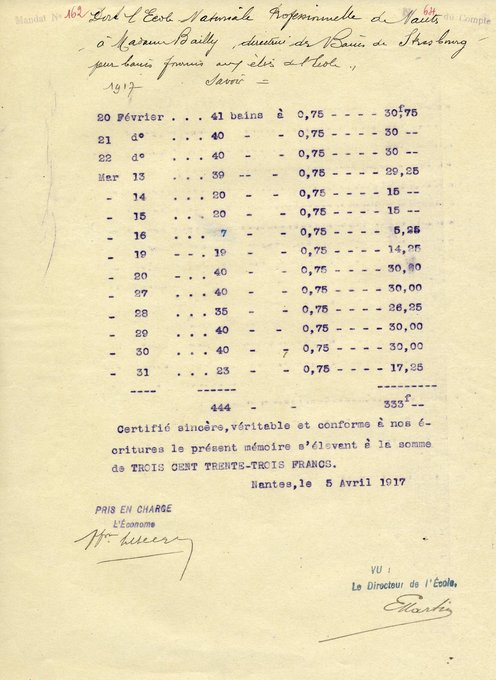 Mandat N° 162 N° 64 du Compte
Doit l'Ecole Nationale Professionnelle de Nantes
à Madame Bailly, directrice des Bains de Strasbourg
pour bains fournis aux élèves de l'Ecole.,
Savoir =
1917
20 Février . . . 41 bains à 0,75 - - - - 30f,75
21 d° . . . 40 - - 0,75 - - - - 30 --
22 d° . . . 40 - - 0,75 - - - - 30 --
Mar 13 . . . 39 -- - 0,75 - - - - 29,25
- 14 . . . 20 - - 0,75 - - - - 15 --
- 15 . . . 20 - - 0,75 - - - - 15 --
- 16 . . . 7 - - 0,75 - - - - 5,25
- 19 . . . 19 - - 0,75 - - - - 14,25
- 20 . . . 40 - - 0,75 - - - - 30,00
- 27 . . . 40 - - 0,75 - - - - 30,00
- 28 . . . 35 - - 0,75 - - - - 26,25
- 29 . . . 40 - - 0,75 - - - - 30,00
- 30 . . . 40 - - 0,75 - - - - 30,00
- 31 . . . 23 - - 0,75 - - - - 17,25
---- ------ ---------
444 - - 333f--
Certifié sincère,véritable et conforme à nos é-
critures le présent mémoire s'élevant à la somme
de TROIS CENT TRENTE-TROIS FRANCS.
Nantes,le 5 Avril 1917
PRIS EN CHARGE
L'Économe
VU :
Le Directeur de l'École,
EMartin